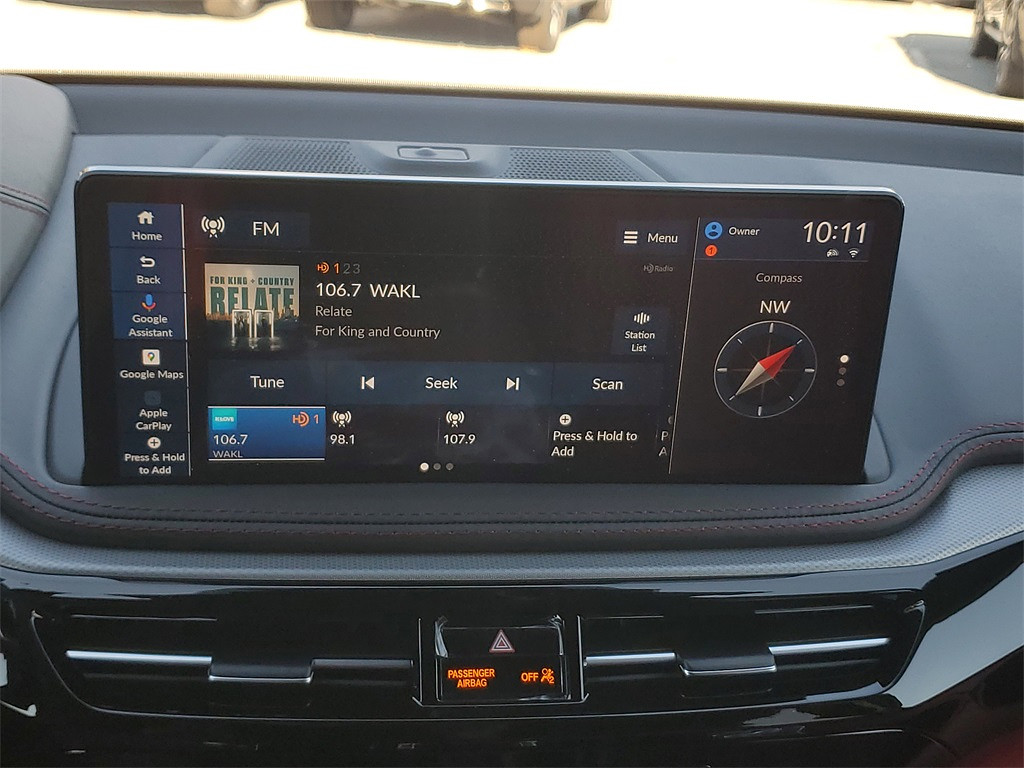 Home
Back
Google
Assistant
Google Maps
Apple
CarPlay
Press & Hold
to Add
FM
Menu
FOR KING + COUNTRY
RELATE
HD 1 2 3
HD Radio
106.7 WAKL
Relate
For King and Country
Station
List
Tune
Seek
Scan
K-LOVE
HD 1
106.7
WAKL
98.1
107.9
Press & Hold to
Add
P
A
Owner
10:11
1
Compass
NW
PASSENGER
AIRBAG
OFF
2